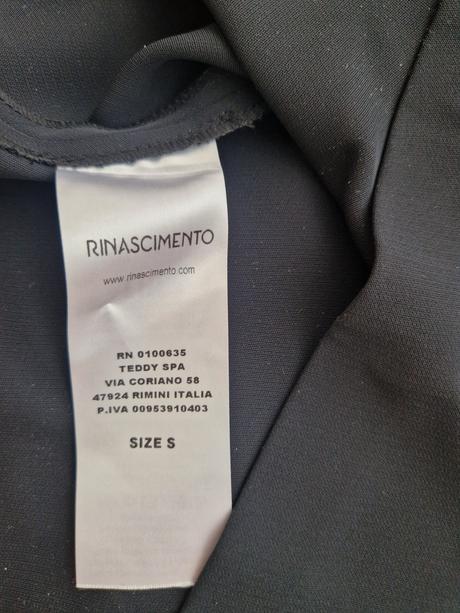 RINASCIMENTO
www.rinascimento.com
RN 0100635
TEDDY SPA
VIA CORIANO 58
47924 RIMINI ITALIA
P.IVA 00953910403
SIZE S